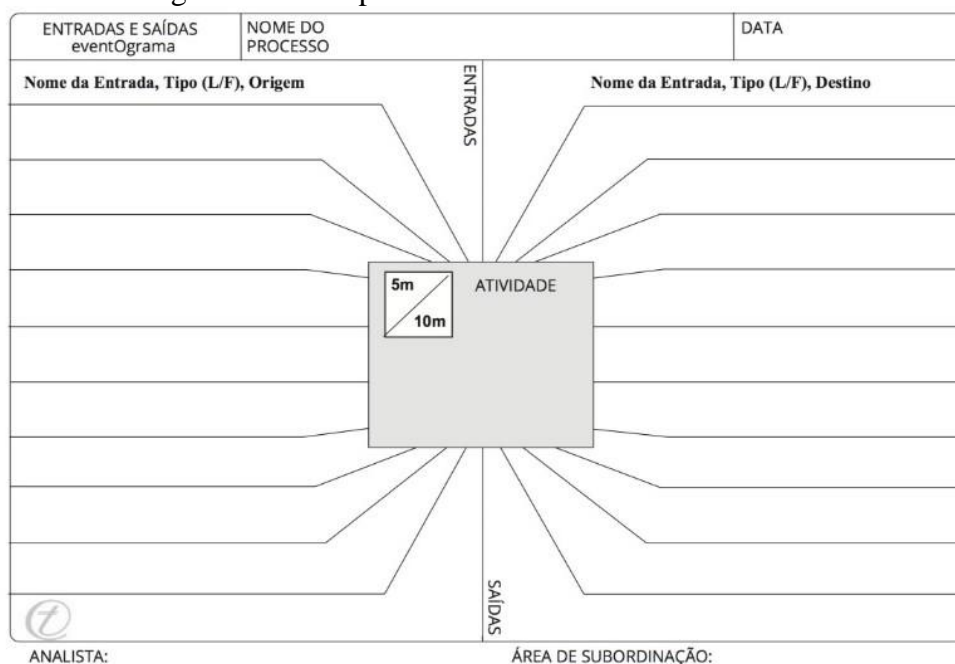 ENTRADAS E SAÍDAS
eventOgrama
NOME DO
PROCESSO
DATA
Nome da Entrada, Tipo (L/F), Origem
ENTRADAS
Nome da Entrada, Tipo (L/F), Destino
5m
10m
ATIVIDADE
SAÍDAS
ANALISTA:
ÁREA DE SUBORDINAÇÃO: